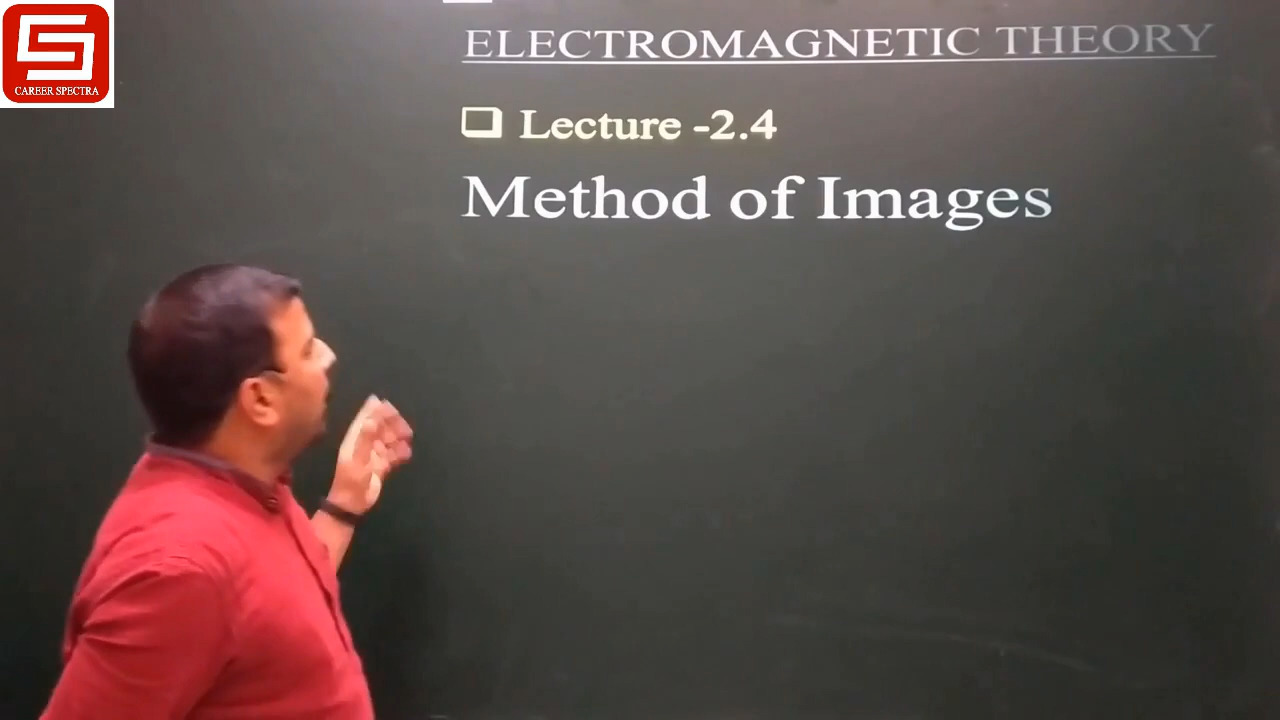 CAREER SPECTRA
ELECTROMAGNETIC THEORY
Lecture -2.4
Method of Images